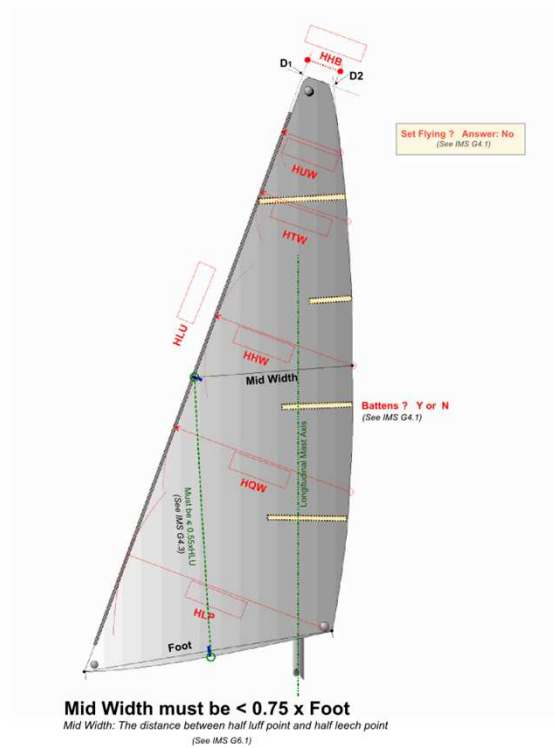 HHB
D1
D2
Set Flying ? Answer: No
(See IMS G4.1)
HUW
HTW
HLU
HHW
Mid Width
Battens ? Y or N
(See IMS G4.1)
Longitudinal Mast Axis
HQW
Must be < 0.55xHLU
(See IMS G4.3)
HLP
Foot
Mid Width must be < 0.75 x Foot
Mid Width: The distance between half luff point and half leech point
(See IMS G6.1)